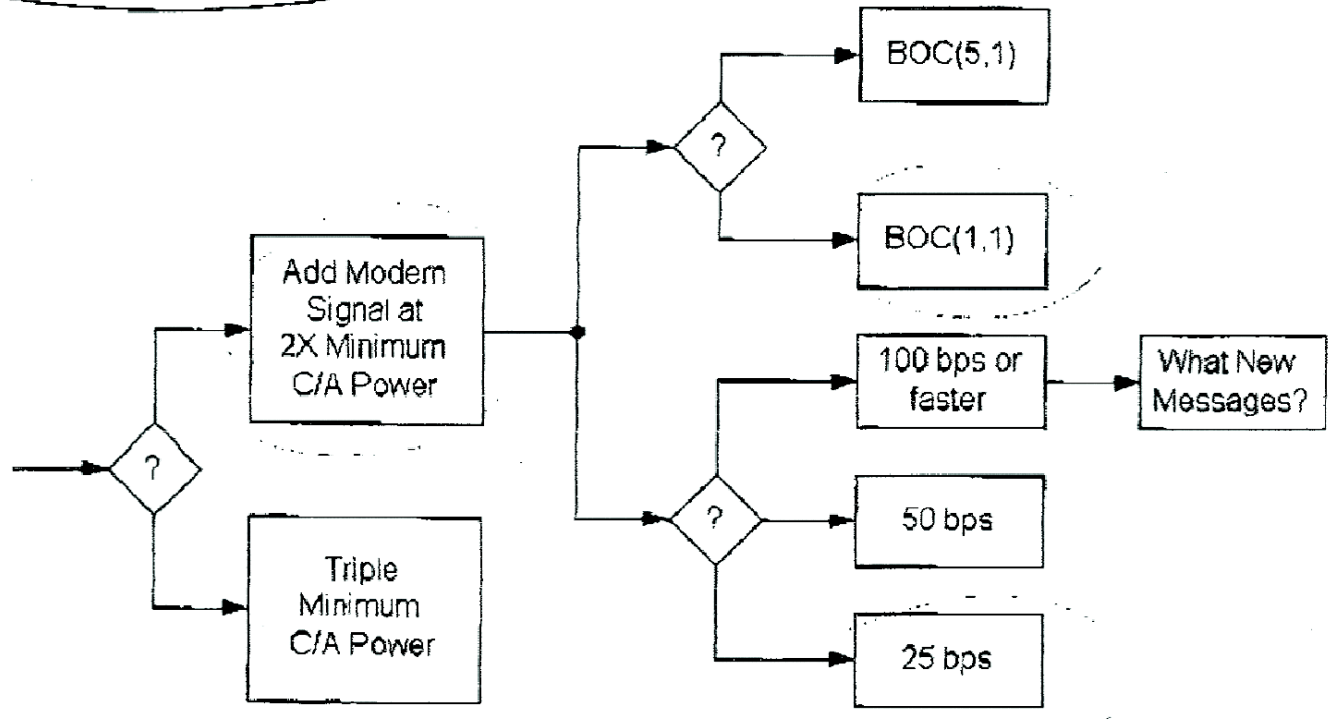 BOC(5,1)
?
BOC(1,1)
Add Modern
Signal at
2X Minimum
C/A Power
100 bps or
faster
What New
Messages?
?
?
50 bps
Triple
Minimum
C/A Power
25 bps